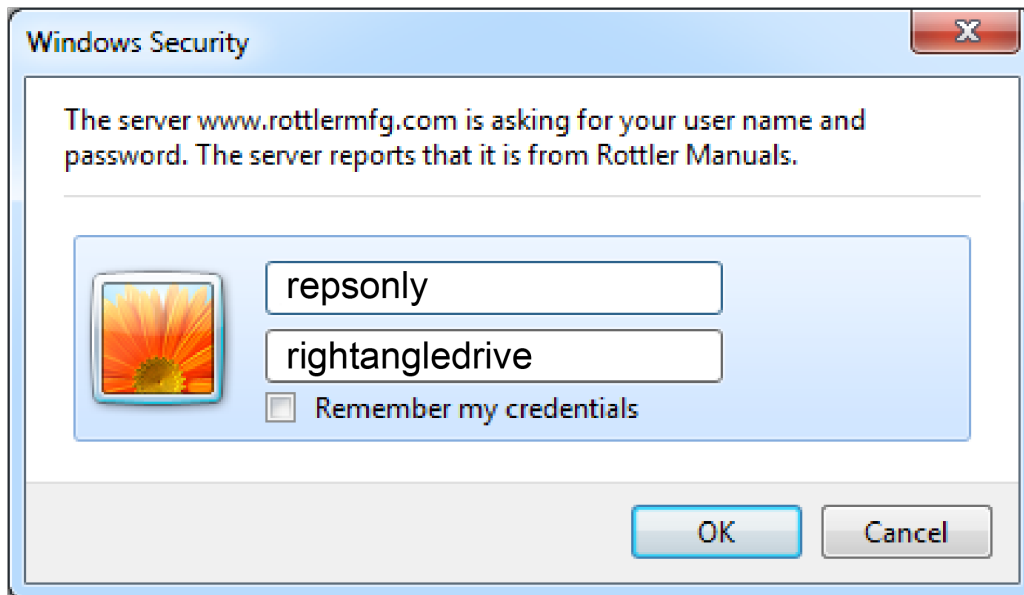 Windows Security
The server www.rottlermfg.com is asking for your user name and
password. The server reports that it is from Rottler Manuals.
repsonly
rightangledrive
Remember my credentials
OK
Cancel